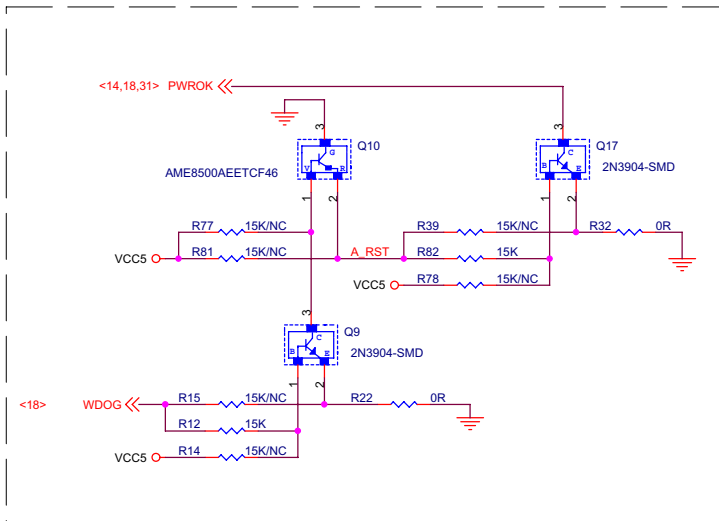 <14,18,31> PWROK
3
3
G
V R
Q10
AME8500AEETCF46
1 2
C
B E
Q17
2N3904-SMD
1 2
R77 15K/NC
R39 15K/NC
R32 0R
VCC5 R81 15K/NC
A_RST
R82 15K
VCC5 R78 15K/NC
3
C
B E
Q9
2N3904-SMD
1 2
<18> WDOG
R15 15K/NC
R22 0R
R12 15K
VCC5 R14 15K/NC